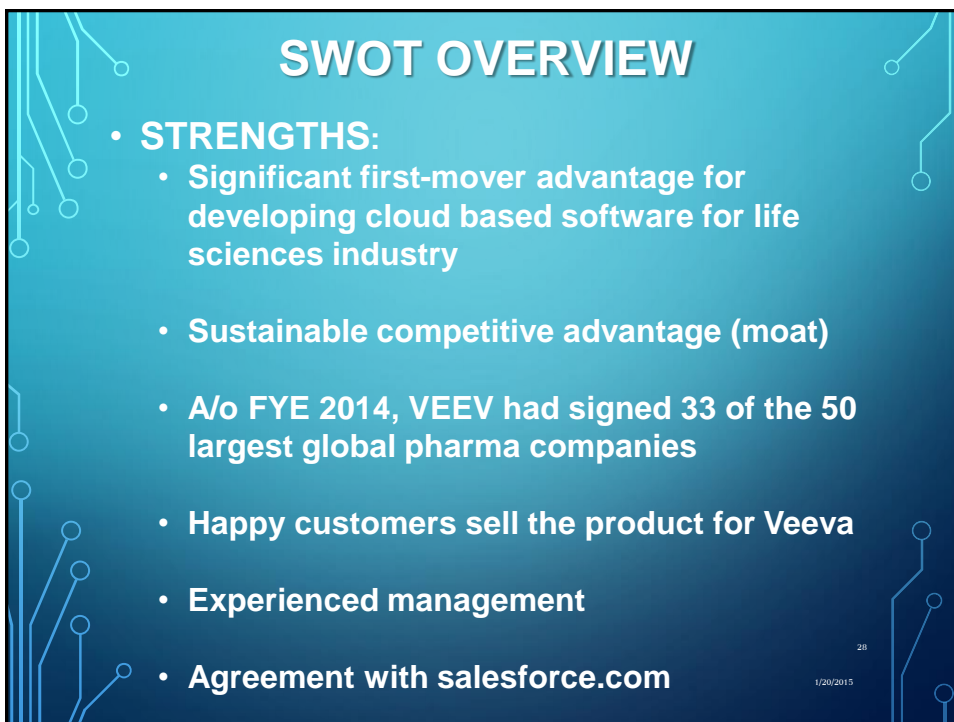 SWOT OVERVIEW
• STRENGTHS:
• Significant first-mover advantage for
developing cloud based software for life
sciences industry
• Sustainable competitive advantage (moat)
• A/o FYE 2014, VEEV had signed 33 of the 50
largest global pharma companies
• Happy customers sell the product for Veeva
• Experienced management
• Agreement with salesforce.com
28
1/20/2015